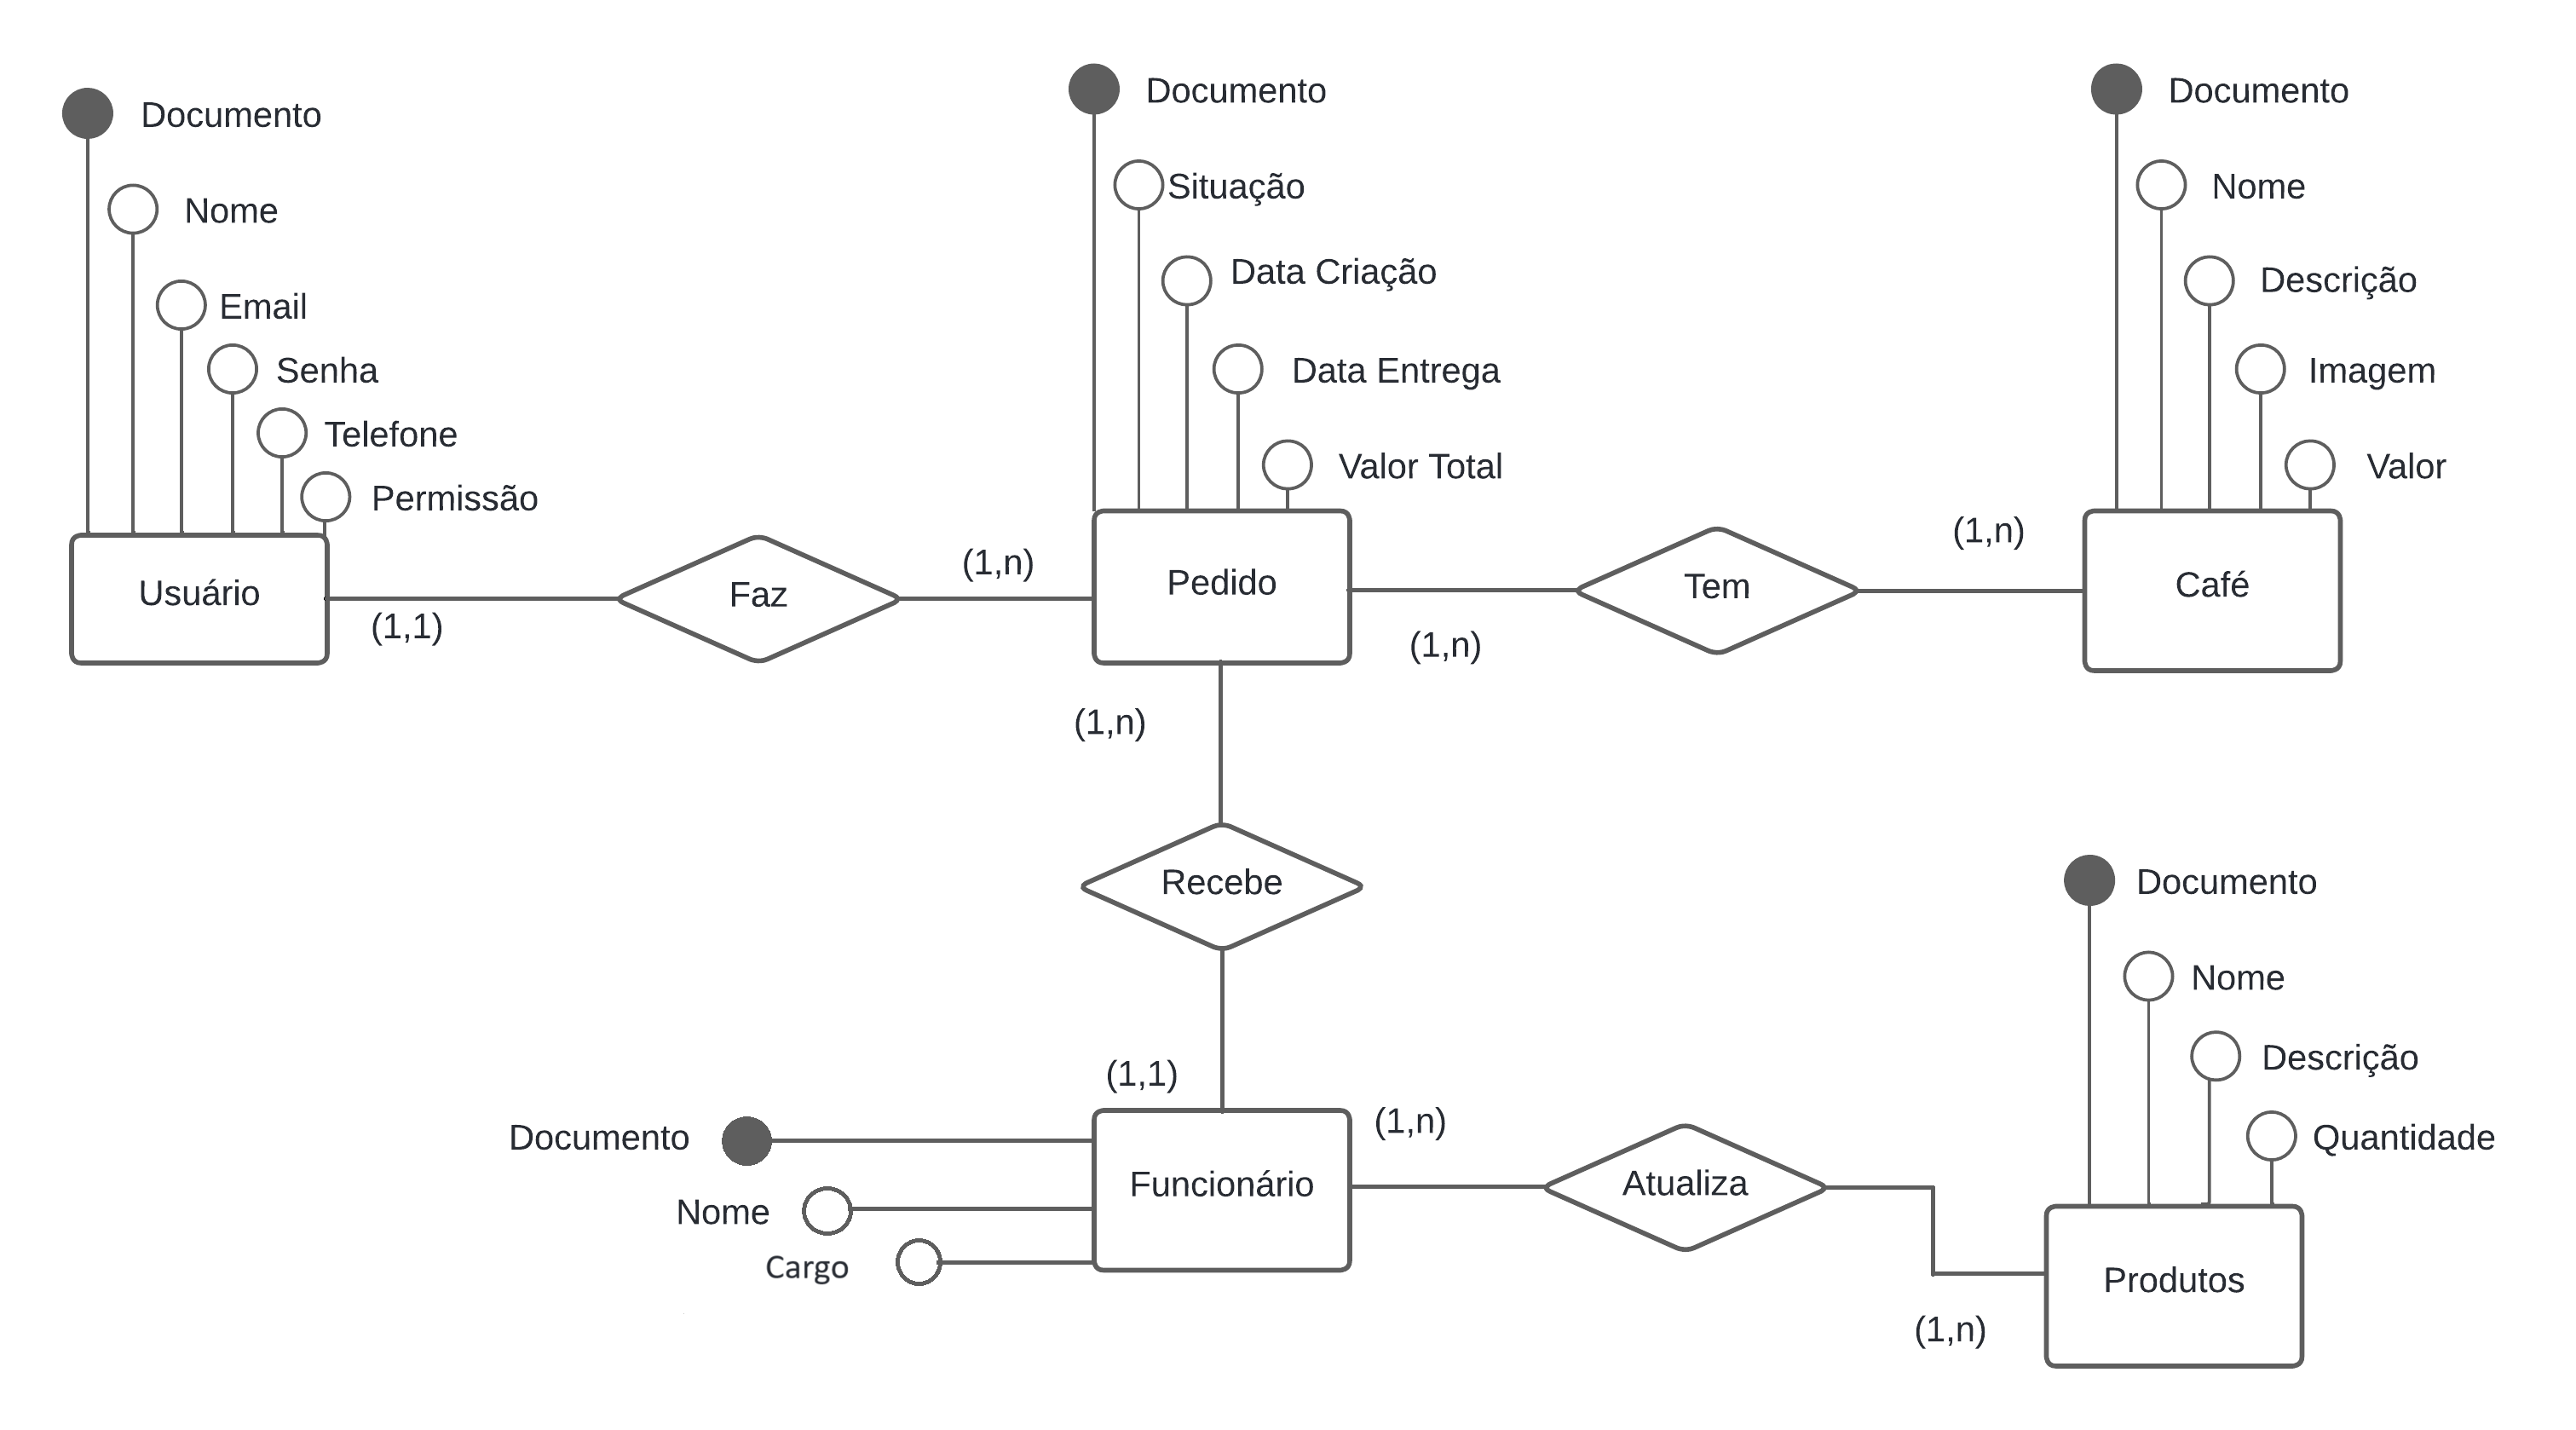 Documento
Nome
Email
Senha
Telefone
Permissão
Usuário
(1,1)
Faz
(1,n)
Documento
Situação
Data Criação
Data Entrega
Valor Total
Pedido
(1,n)
Tem
(1,n)
Documento
Nome
Descrição
Imagem
Valor
Café
(1,n)
Recebe
(1,1)
Documento
Nome
Cargo
Funcionário
(1,n)
Atualiza
(1,n)
Documento
Nome
Descrição
Quantidade
Produtos